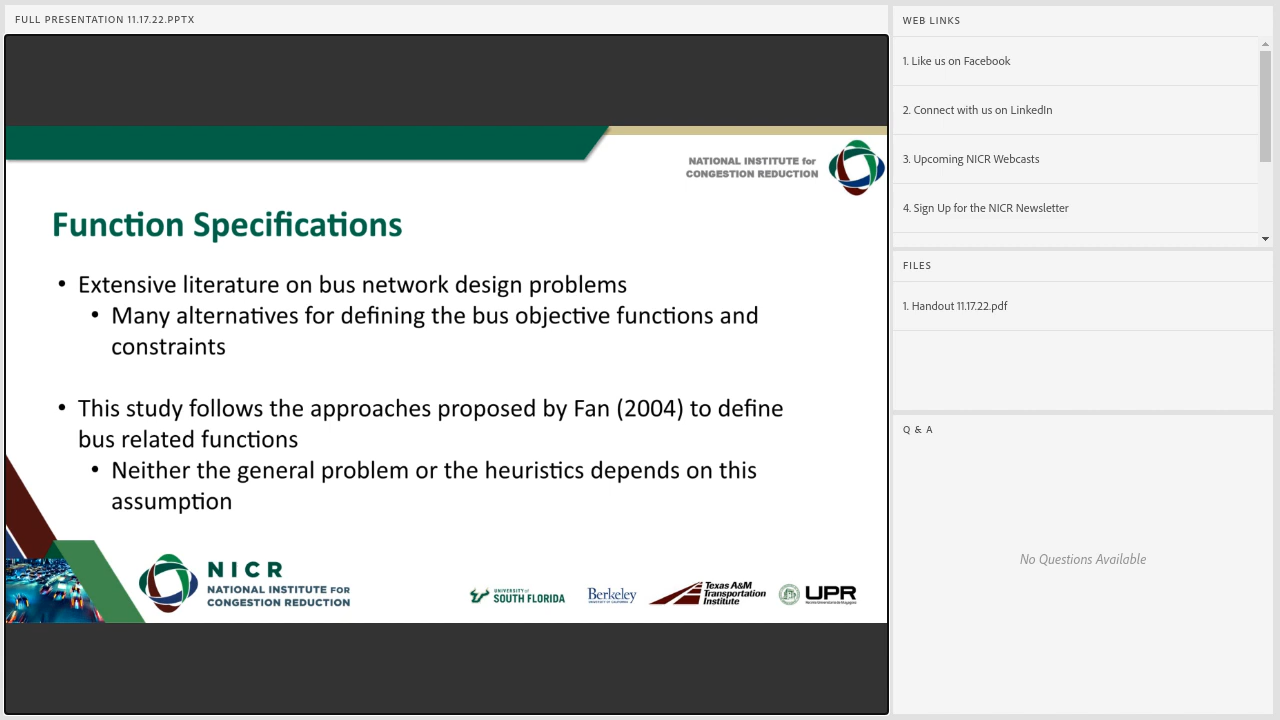 FULL PRESENTATION 11.17.22.PPTX
NATIONAL INSTITUTE for
CONGESTION REDUCTION
Function Specifications
• Extensive literature on bus network design problems
• Many alternatives for defining the bus objective functions and
constraints
• This study follows the approaches proposed by Fan (2004) to define
bus related functions
• Neither the general problem or the heuristics depends on this
assumption
NICR
NATIONAL INSTITUTE FOR
CONGESTION REDUCTION
UNIVERSITY of
SOUTH FLORIDA
Berkeley
UNIVERSITY OF CALIFORNIA
Texas A&M
Transportation
Institute
UPR
WEB LINKS
1. Like us on Facebook
2. Connect with us on LinkedIn
3. Upcoming NICR Webcasts
4. Sign Up for the NICR Newsletter
FILES
1. Handout 11.17.22.pdf
Q & A
No Questions Available